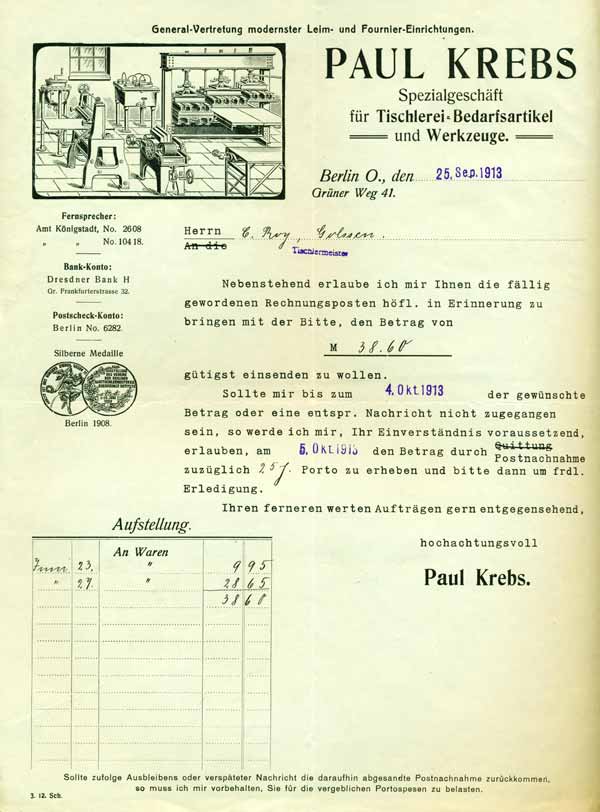 General-Vertretung modernster Leim- und Fournier-Einrichtungen.
PAUL KREBS
Spezialgeschäft
für Tischlerei-Bedarfsartikel
und Werkzeuge.
Berlin O., den 25. Sep. 1913
Grüner Weg 41.
Fernsprecher:
Amt Königstadt, No. 2608
" " No. 10418.
Bank-Konto:
Dresdner Bank H
Gr. Frankfurterstrasse 32.
Postscheck-Konto:
Berlin No. 6282.
Silberne Medaille
Berlin 1908.
Herrn C. Roy, Golssen.
An die
Tischlermeister
Nebenstehend erlaube ich mir Ihnen die fällig
gewordenen Rechnungsposten höfl. in Erinnerung zu
bringen mit der Bitte, den Betrag von
M 38.60
gütigst einsenden zu wollen.
Sollte mir bis zum 4. Okt. 1913 der gewünschte
Betrag oder eine entspr. Nachricht nicht zugegangen
sein, so werde ich mir, Ihr Einverständnis voraussetzend,
erlauben, am 5. Okt. 1913 den Betrag durch Quittung
Postnachnahme
zuzüglich 25 Porto zu erheben und bitte dann um frdl.
Erledigung.
Ihren ferneren werten Aufträgen gern entgegensehend,
hochachtungsvoll
Paul Krebs.
Aufstellung.
An Waren
Juni 23. " 9 95
" 27. " 28 65
38 60
Sollte zufolge Ausbleibens oder verspäteter Nachricht die daraufhin abgesandte Postnachnahme zurückkommen,
so muss ich mir vorbehalten, Sie für die vergeblichen Portospesen zu belasten.
3. 12. Sch.